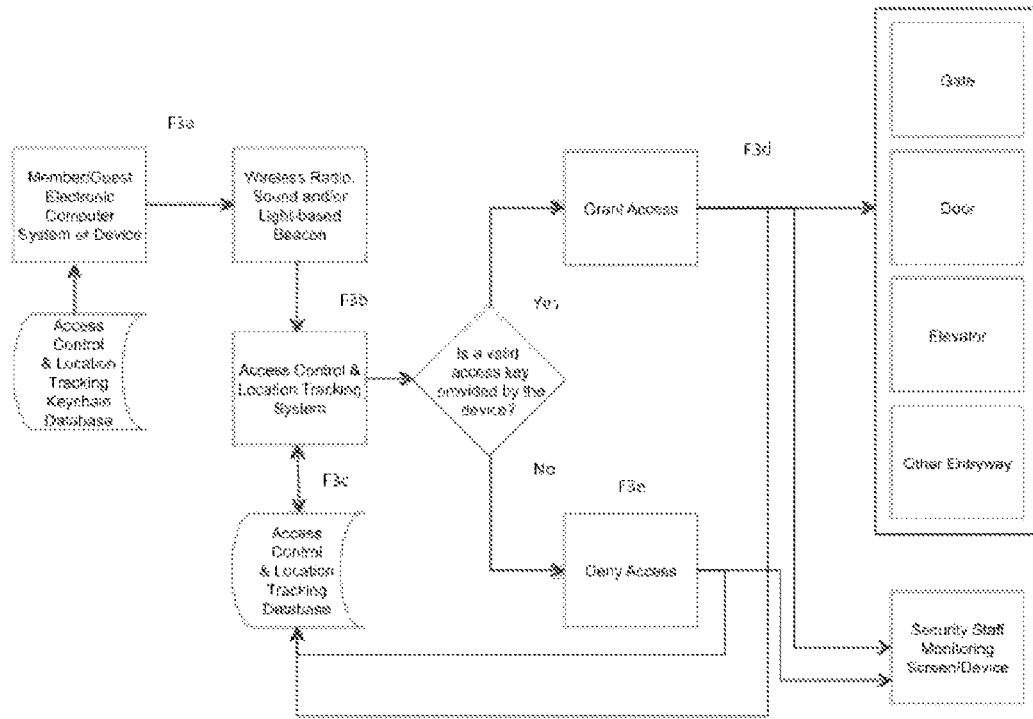 F3a
Member/Guest
Electronic
Computer
System or Device
Wireless Radio,
Sound and/or
Light-based
Beacon
Access
Control
& Location
Tracking
Keychain
Database
F3b
Access Control &
Location Tracking
System
F3c
Access
Control
& Location
Tracking
Database
Is a valid
access key
provided by the
device?
Yes
No
Grant Access
F3d
F3e
Deny Access
Gate
Door
Elevator
Other Entryway
Security Staff
Monitoring
Screen/Device